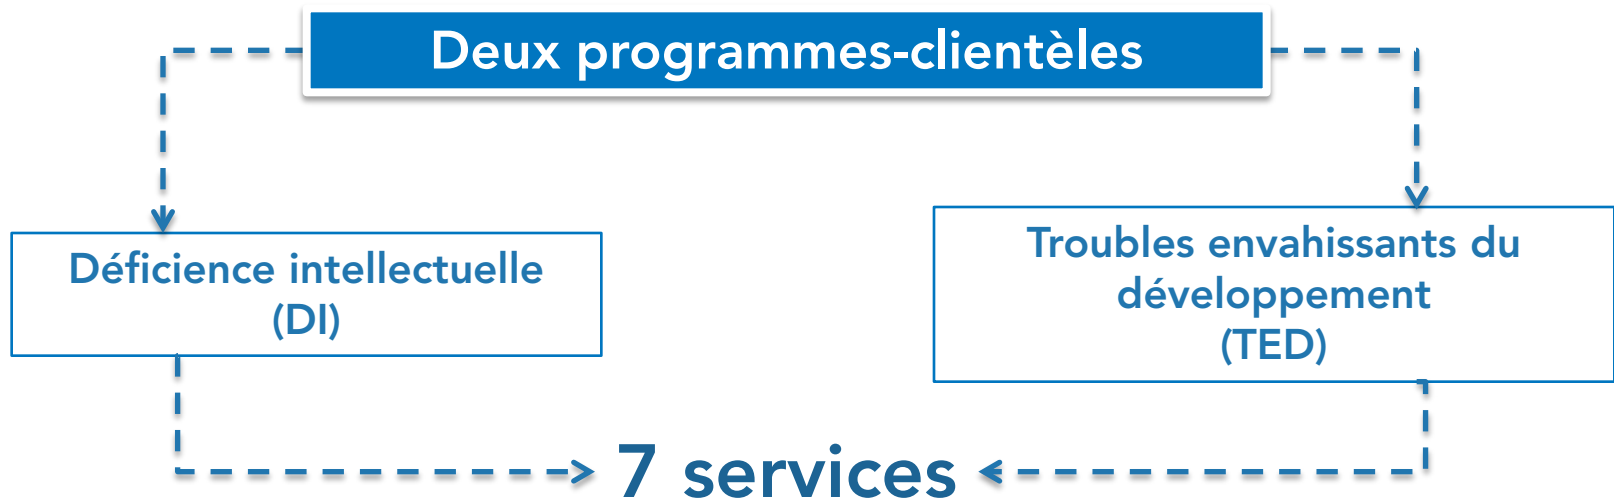 Deux programmes-clientèles
Déficience intellectuelle
(DI)
Troubles envahissants du
développement
(TED)
7 services